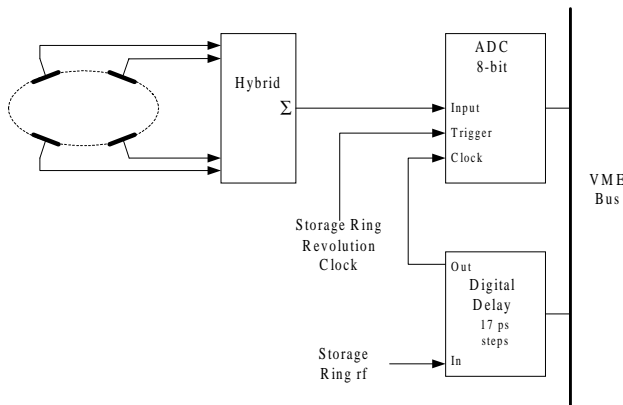 ADC
8-bit
Hybrid
Σ
Input
Trigger
Clock
VME
Bus
Storage Ring
Revolution
Clock
Out
Digital
Delay
17 ps
steps
In
Storage
Ring rf